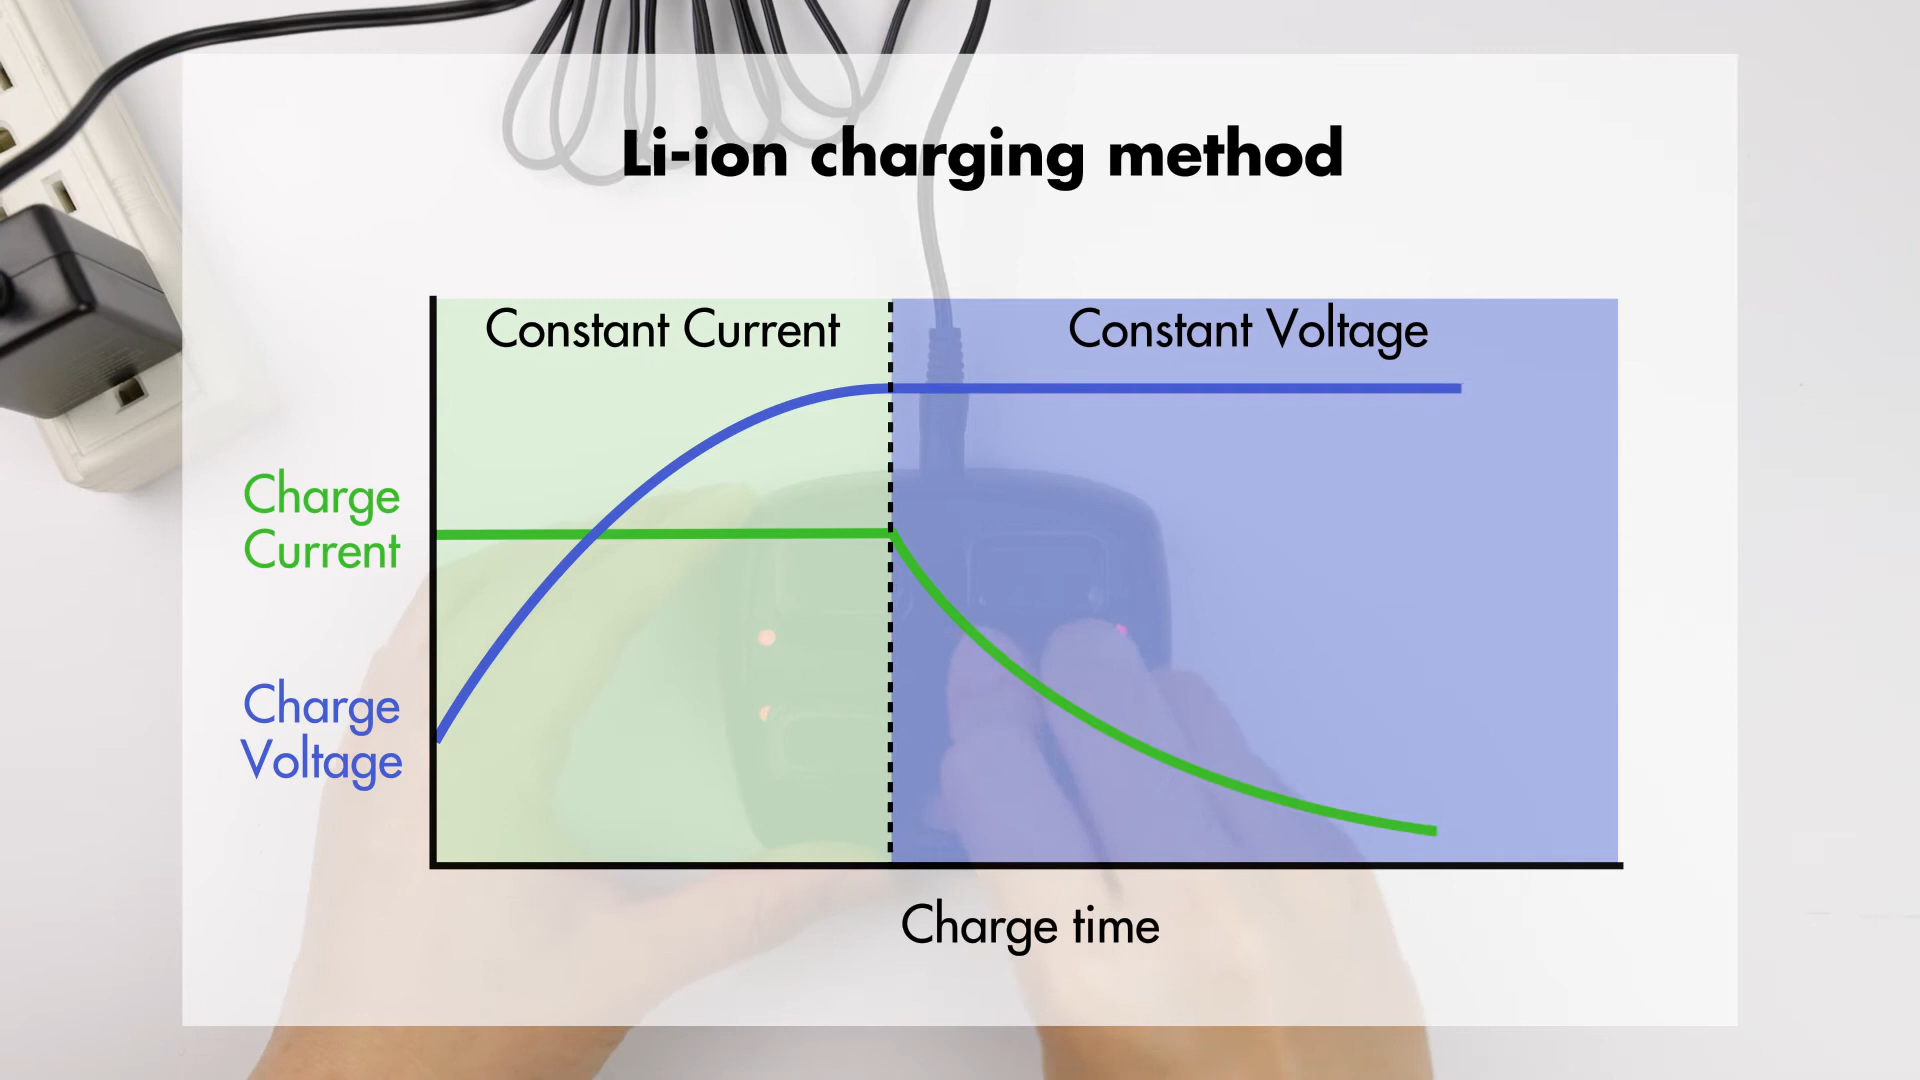 Li-ion charging method
Constant Current
Constant Voltage
Charge
Current
Charge
Voltage
Charge time